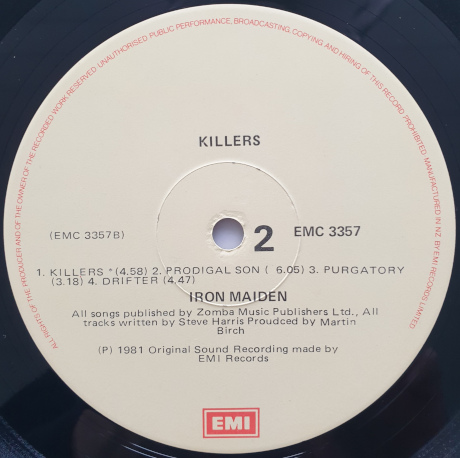 ALL RIGHTS OF THE PRODUCER AND OF THE OWNER OF THE RECORDED WORK RESERVED. UNAUTHORISED PUBLIC PERFORMANCE, BROADCASTING, COPYING AND HIRING OF THIS RECORD PROHIBITED. MANUFACTURED IN NZ. BY EMI RECORDS LIMITED
KILLERS
(EMC 3357B)
2
EMC 3357
1. KILLERS *(4.58) 2. PRODIGAL SON ( 6.05) 3. PURGATORY
(3.18) 4. DRIFTER (4.47)
IRON MAIDEN
All songs published by Zomba Music Publishers Ltd., All
tracks written by Steve Harris Proudced by Martin
Birch
(P) 1981 Original Sound Recording made by
EMI Records
EMI